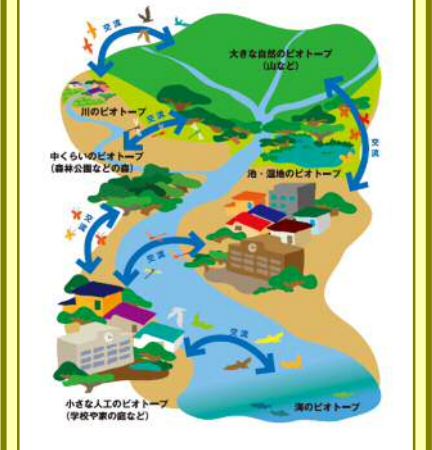 交流
大きな自然のビオトープ
(山など)
川のビオトープ
交流
交流
中くらいのビオトープ
(森林公園などの森)
池・湿地のビオトープ
交流
交流
交流
小さな人工のビオトープ
(学校や家の庭など)
海のビオトープ